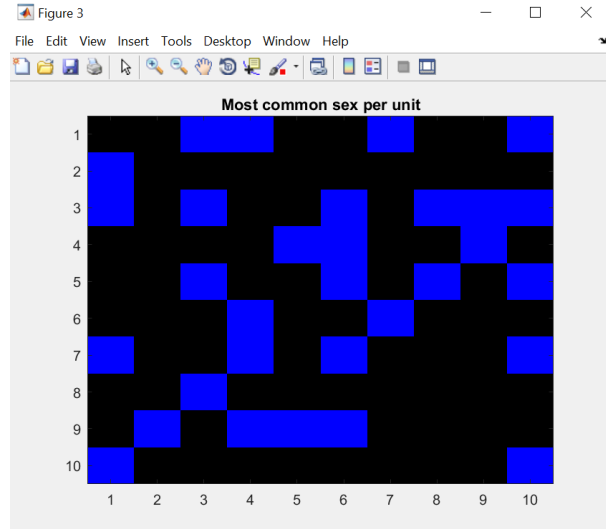 Figure 3
File Edit View Insert Tools Desktop Window Help
Most common sex per unit
1
2
3
4
5
6
7
8
9
10
1 2 3 4 5 6 7 8 9 10